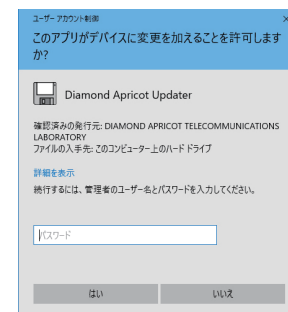 ユーザー アカウント制御
このアプリがデバイスに変更を加えることを許可します
か?
Diamond Apricot Updater
確認済みの発行元: DIAMOND APRICOT TELECOMMUNICATIONS
LABORATORY
ファイルの入手先: このコンピューター上のハード ドライブ
詳細を表示
続行するには、管理者のユーザー名とパスワードを入力してください。
パスワード
はい
いいえ